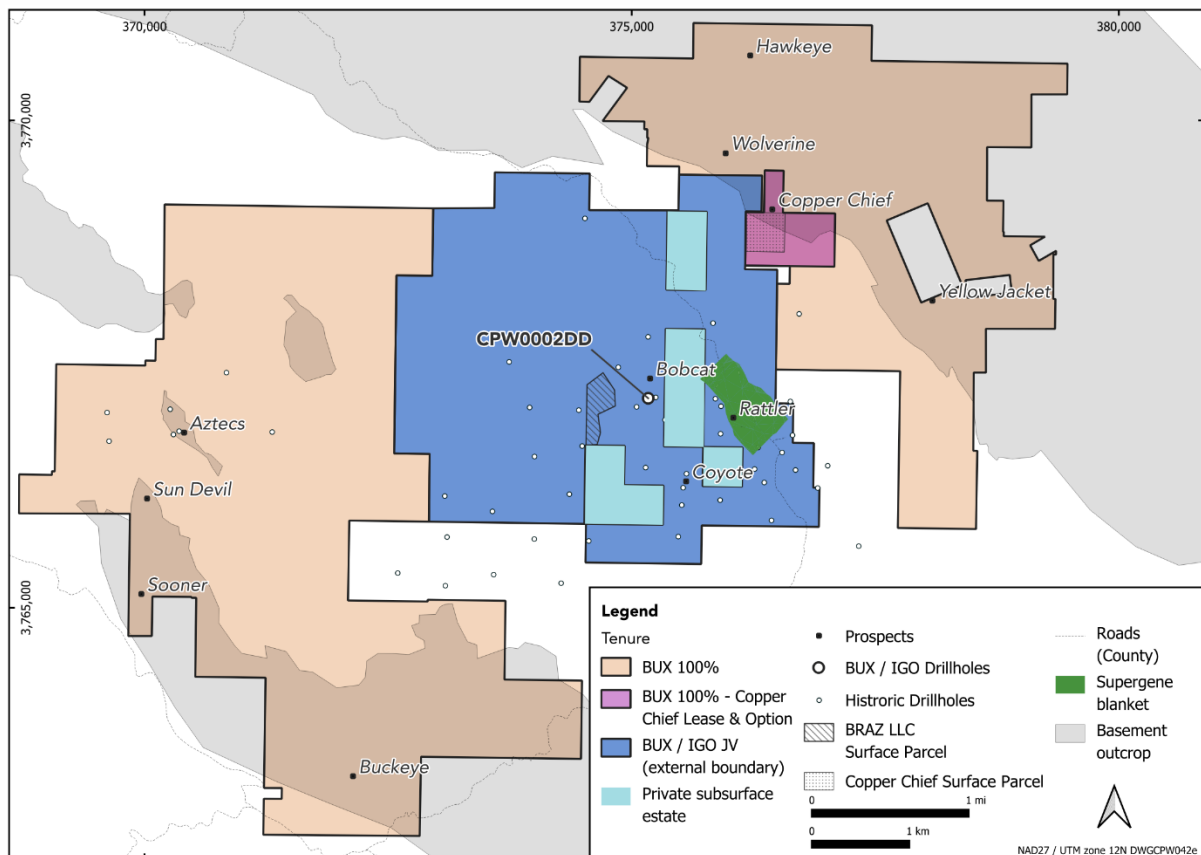 370,000
375,000
380,000
3,770,000
3,765,000
Hawkeye
Wolverine
Copper Chief
Yellow Jacket
CPW0002DD
Bobcat
Rattler
Aztecs
Coyote
Sun Devil
Sooner
Buckeye
Legend
Tenure
BUX 100%
BUX 100% - Copper
Chief Lease & Option
BUX / IGO JV
(external boundary)
Private subsurface
estate
Prospects
BUX / IGO Drillholes
Histroric Drillholes
BRAZ LLC
Surface Parcel
Copper Chief Surface Parcel
0
1 mi
0
1 km
Roads
(County)
Supergene
blanket
Basement
outcrop
NAD27 / UTM zone 12N DWGCPW042e